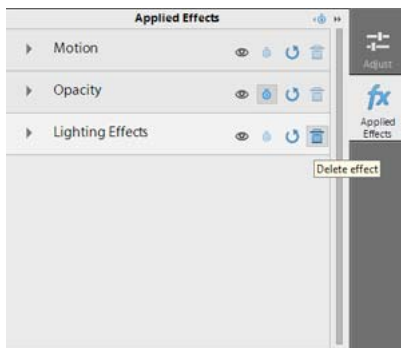 Applied Effects
Motion
Opacity
Lighting Effects
Delete effect
Adjust
fx
Applied
Effects